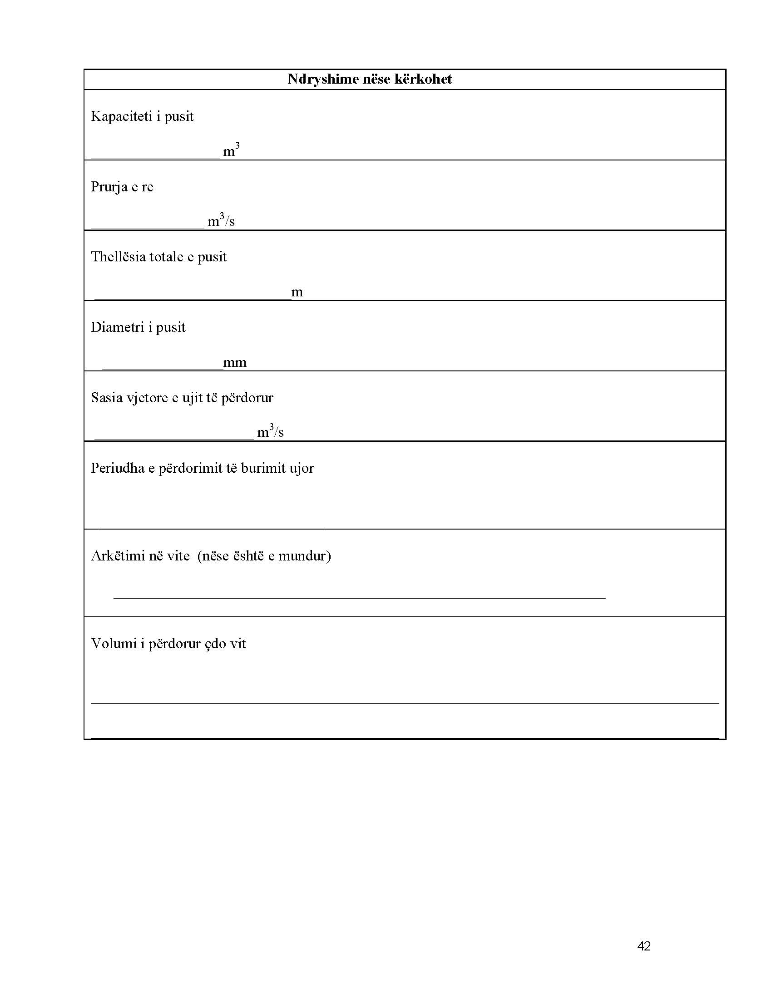 Ndryshime nëse kërkohet
Kapaciteti i pusit
_________________ m³
Prurja e re
_______________ m³/s
Thellësia totale e pusit
__________________________m
Diametri i pusit
________________mm
Sasia vjetore e ujit të përdorur
_____________________ m³/s
Periudha e përdorimit të burimit ujor
______________________________
Arkëtimi në vite (nëse është e mundur)
_________________________________________________________________
Volumi i përdorur çdo vit
___________________________________________________________________________________
___________________________________________________________________________________
42